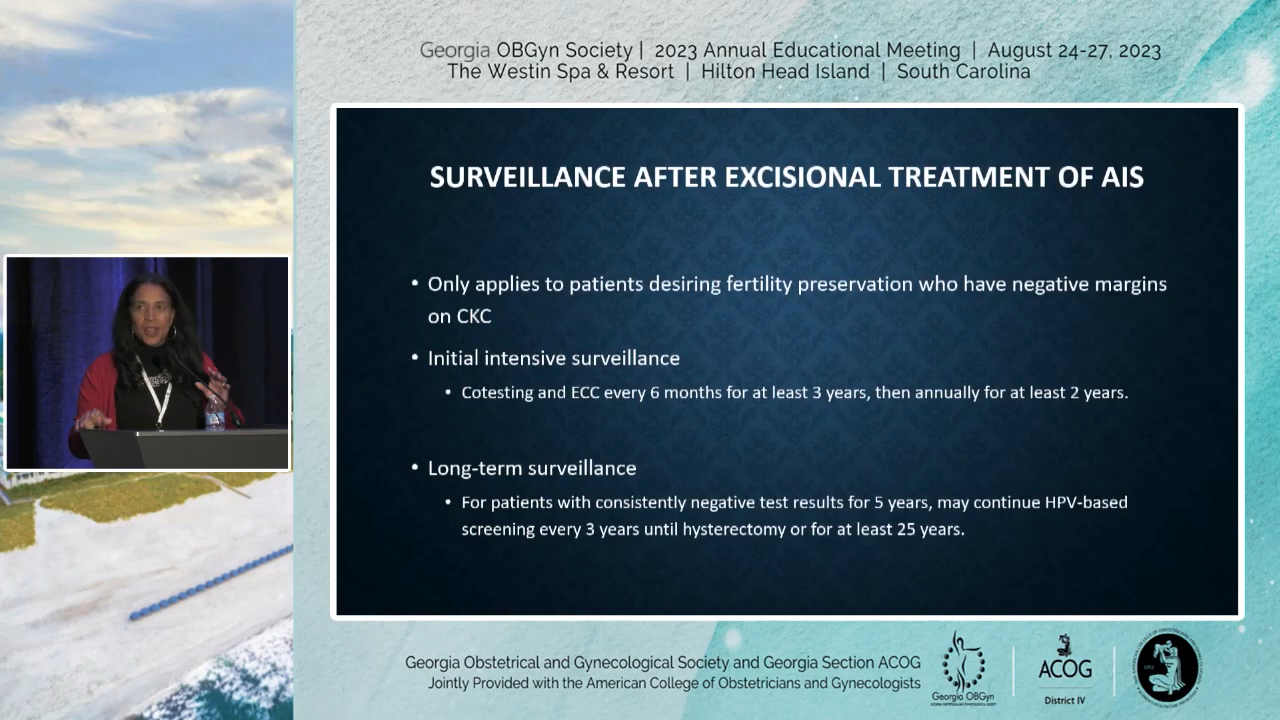 Georgia OBGyn Society | 2023 Annual Educational Meeting | August 24-27, 2023
The Westin Spa & Resort | Hilton Head Island | South Carolina
SURVEILLANCE AFTER EXCISIONAL TREATMENT OF AIS
• Only applies to patients desiring fertility preservation who have negative margins
on CKC
• Initial intensive surveillance
• Cotesting and ECC every 6 months for at least 3 years, then annually for at least 2 years.
• Long-term surveillance
• For patients with consistently negative test results for 5 years, may continue HPV-based
screening every 3 years until hysterectomy or for at least 25 years.
Georgia Obstetrical and Gynecological Society and Georgia Section ACOG
Jointly Provided with the American College of Obstetricians and Gynecologists
Georgia OBGyn
ACOG
District IV